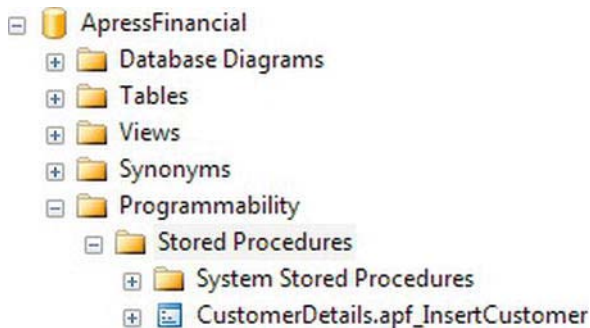 ApressFinancial
Database Diagrams
Tables
Views
Synonyms
Programmability
Stored Procedures
System Stored Procedures
CustomerDetails.apf_InsertCustomer